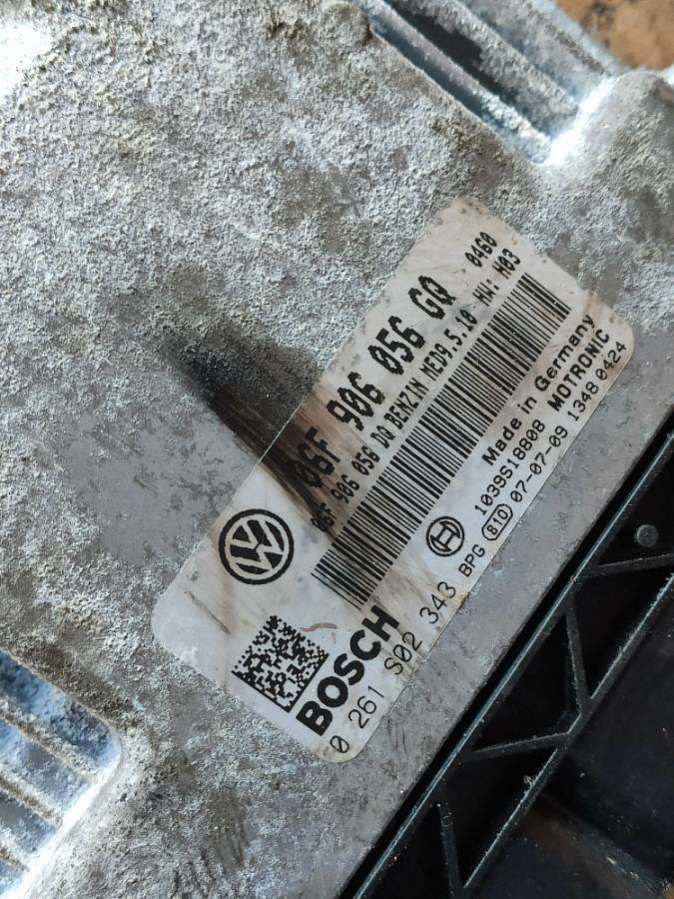 06F 906 056 GQ 0460
06F 906 056 DQ BENZIN MED9.5.10 HW: H03
Made in Germany
1039S18808 MOTRONIC
BPG 81D 07-07-09 1348 0424
BOSCH
0 261 S02 343